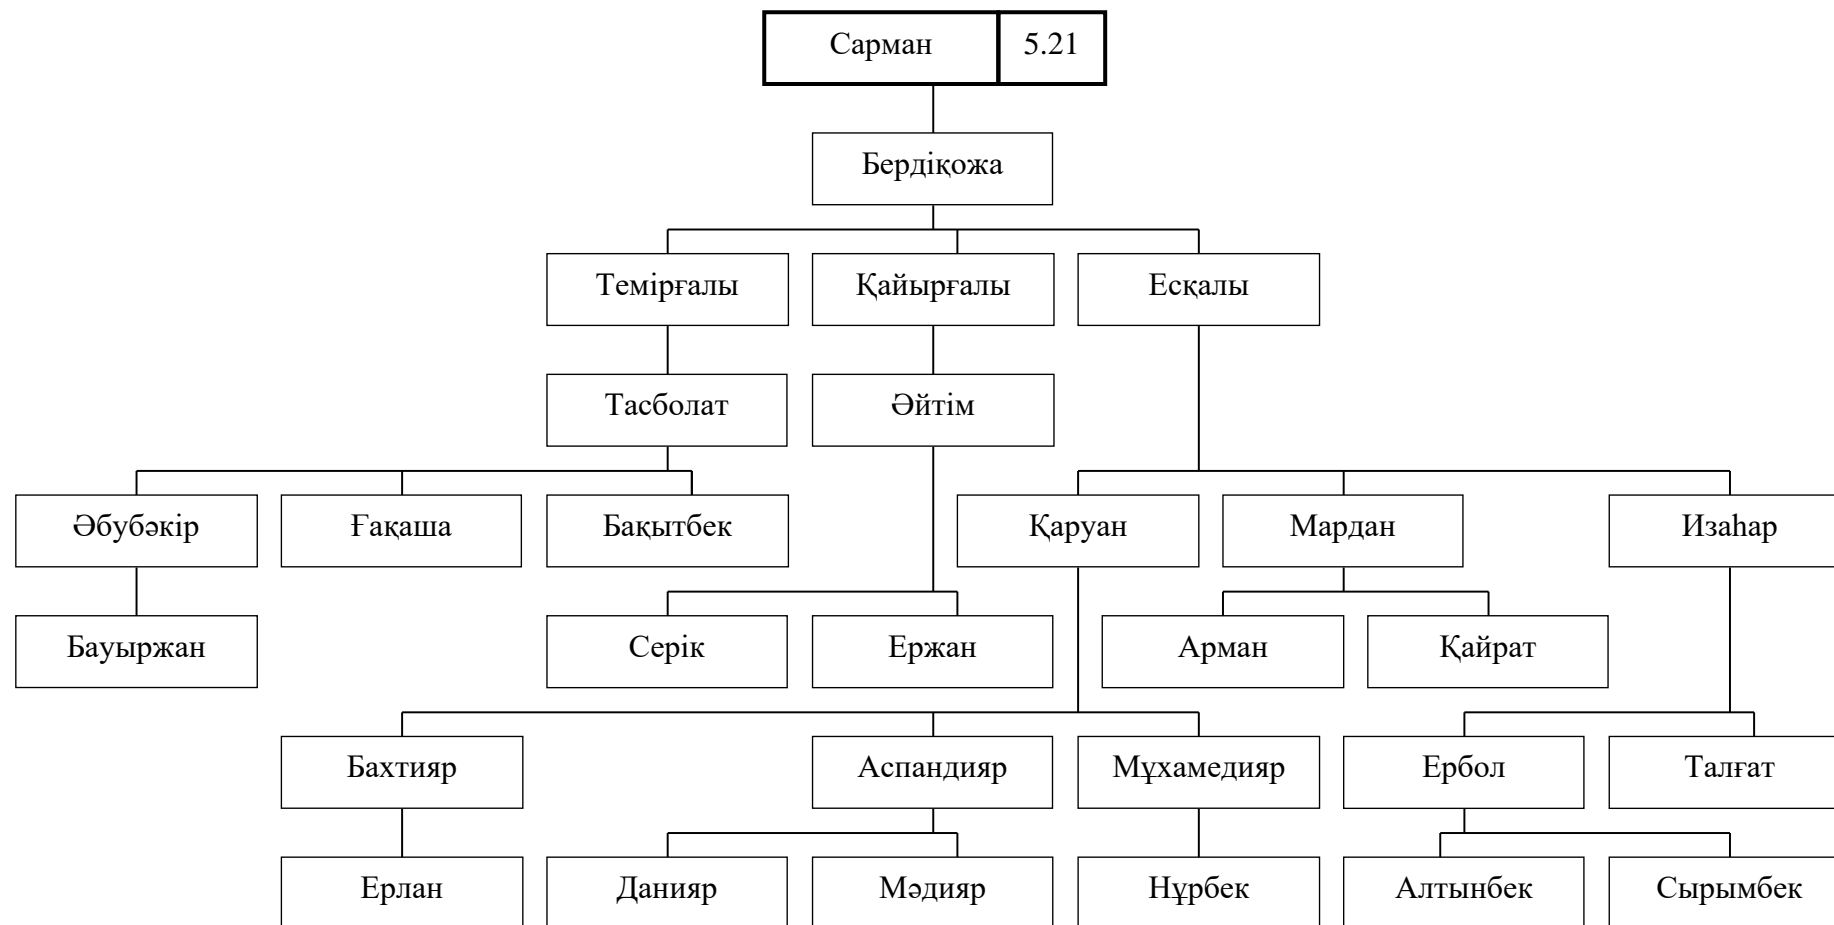 Сарман 5.21
Бердіқожа
Темірғалы Қайырғалы Есқалы
Тасболат Әйтім
Әбубәкір Ғақаша Бақытбек Қаруан Мардан Изаһар
Бауыржан Серік Ержан Арман Қайрат
Бахтияр Аспандияр Мұхамедияр Ербол Талғат
Ерлан Данияр Мәдияр Нұрбек Алтынбек Сырымбек